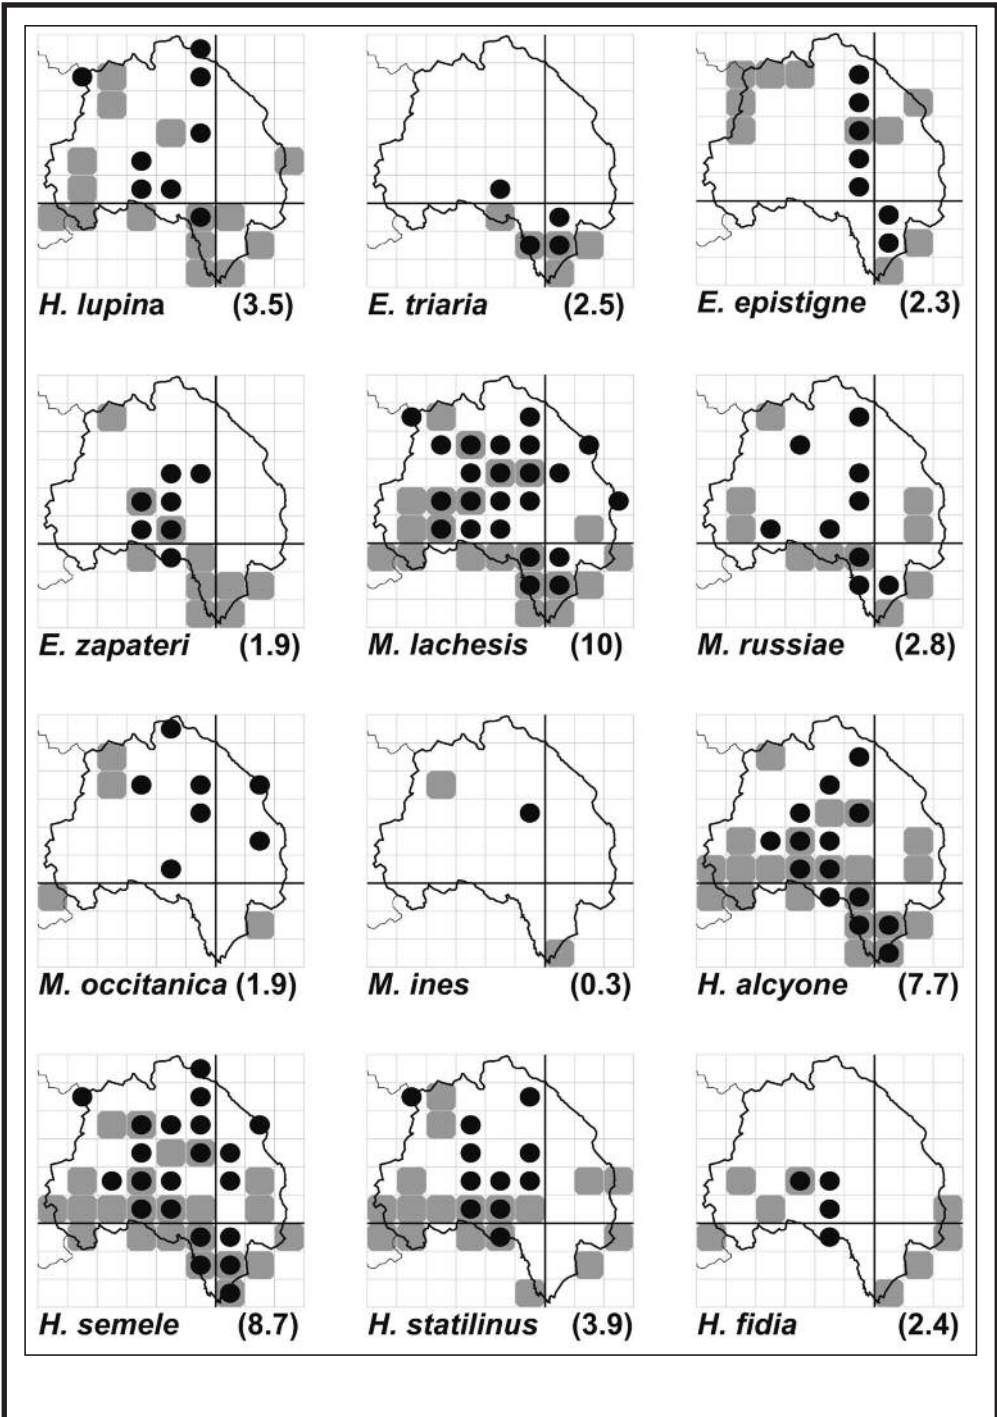 H. lupina (3.5) E. triaria (2.5) E. epistigne (2.3)
E. zapateri (1.9) M. lachesis (10) M. russiae (2.8)
M. occitanica (1.9) M. ines (0.3) H. alcyone (7.7)
H. semele (8.7) H. statilinus (3.9) H. fidia (2.4)